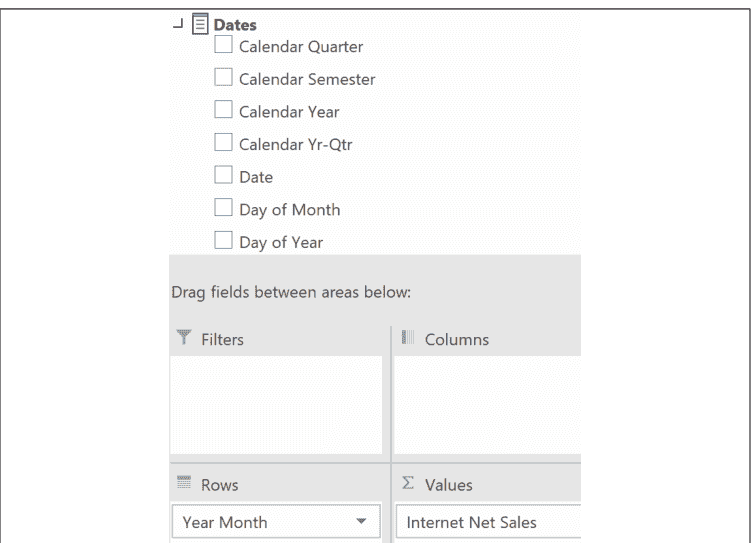 Dates
Calendar Quarter
Calendar Semester
Calendar Year
Calendar Yr-Qtr
Date
Day of Month
Day of Year
Drag fields between areas below:
Filters
Columns
Rows
Σ Values
Year Month
Internet Net Sales